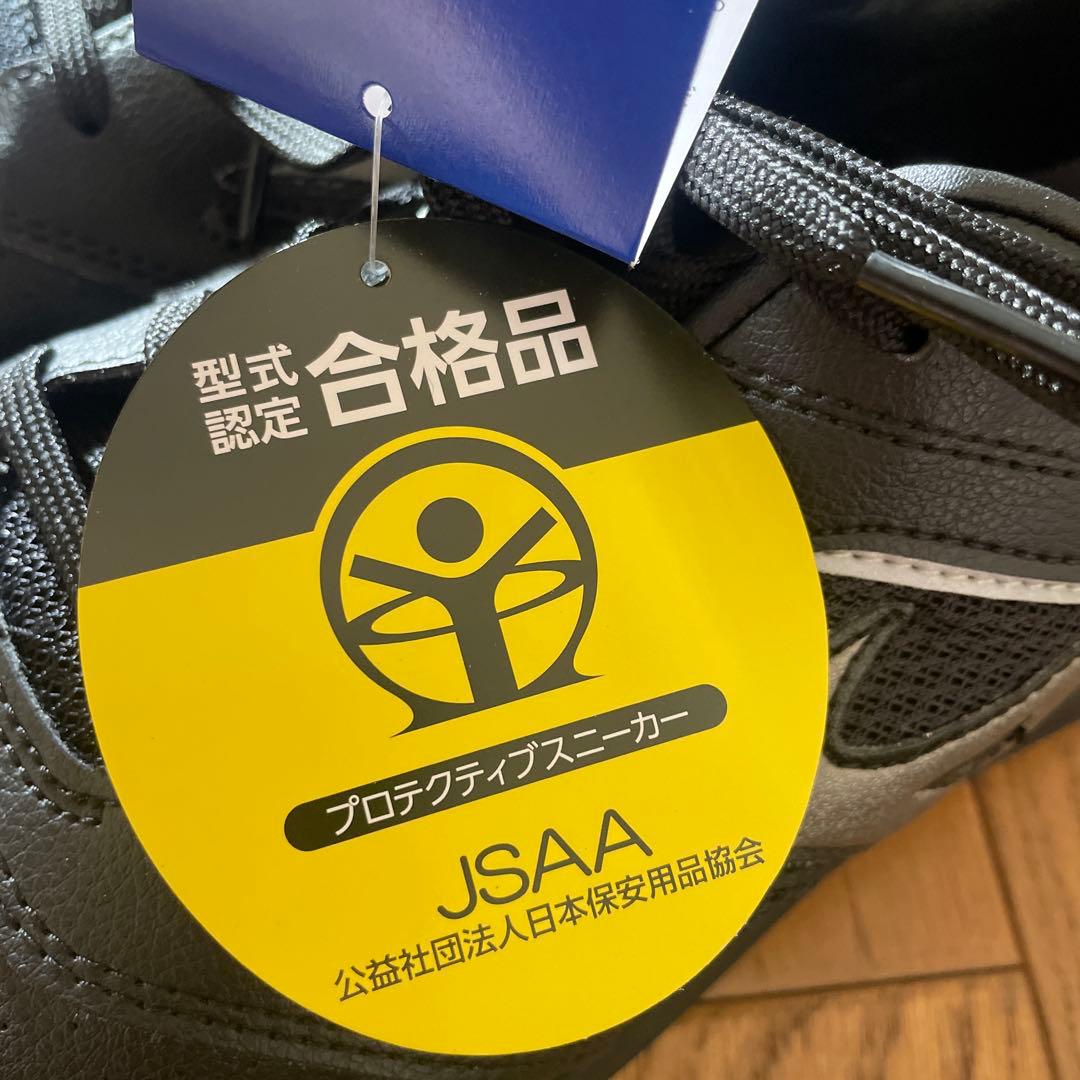 型式
認定
合格品
プロテクティブスニーカー
JSAA
公益社団法人日本保安用品協会